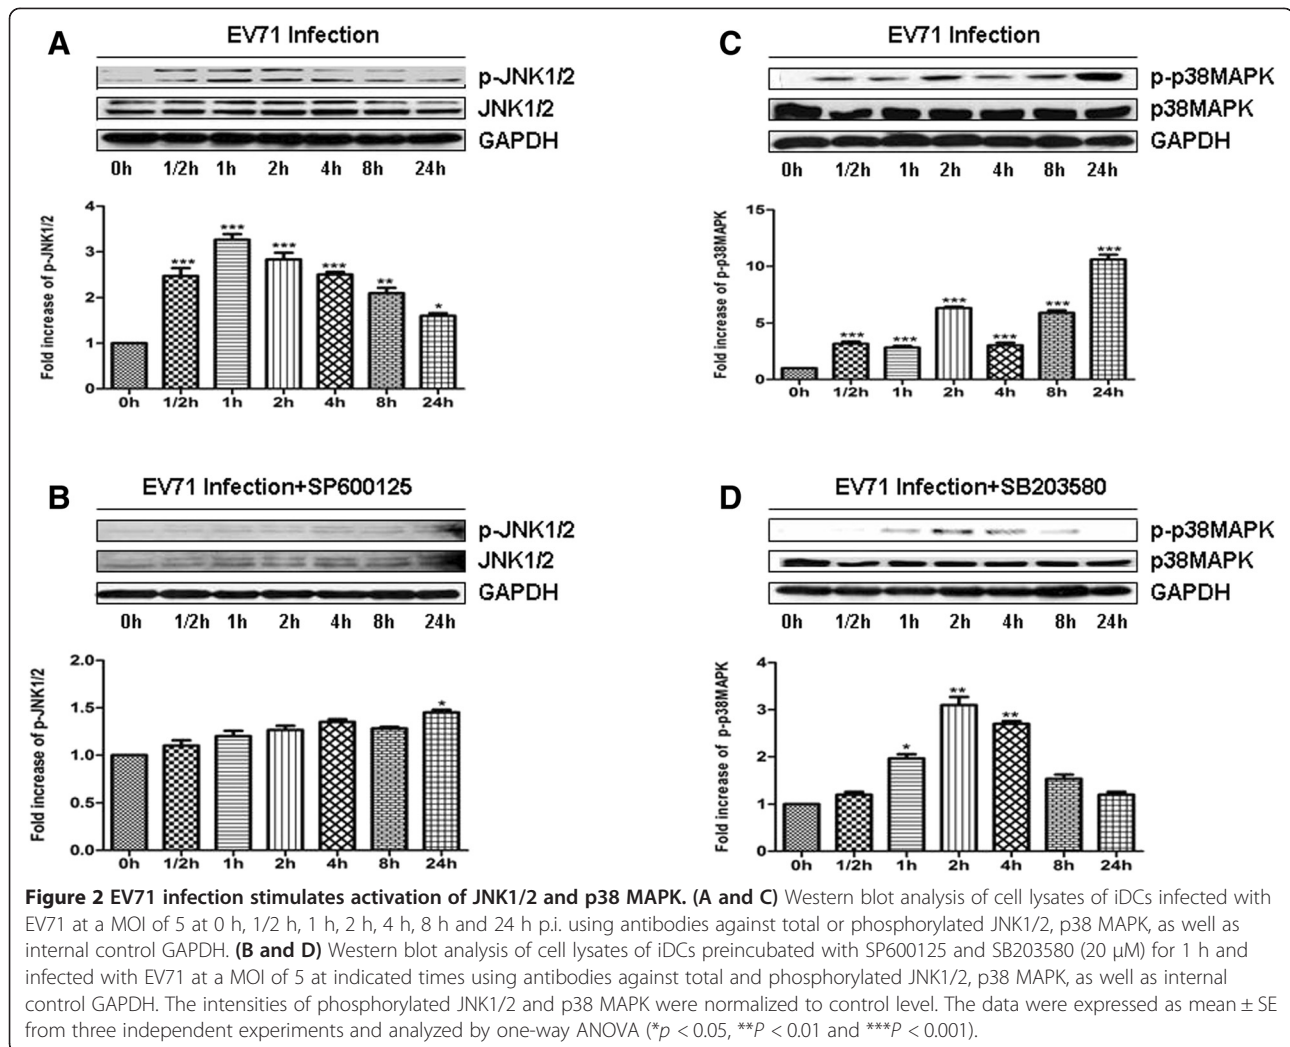 A
EV71 Infection
p-JNK1/2
JNK1/2
GAPDH
0h 1/2h 1h 2h 4h 8h 24h
Fold increase of p-JNK1/2
4
3
2
1
0
*** *** *** *** ** *
0h 1/2h 1h 2h 4h 8h 24h
C
EV71 Infection
p-p38MAPK
p38MAPK
GAPDH
0h 1/2h 1h 2h 4h 8h 24h
Fold increase of p-p38MAPK
15
10
5
0
*** *** *** *** *** ***
0h 1/2h 1h 2h 4h 8h 24h
B
EV71 Infection+SP600125
p-JNK1/2
JNK1/2
GAPDH
0h 1/2h 1h 2h 4h 8h 24h
Fold increase of p-JNK1/2
2.0
1.5
1.0
0.5
0.0
*
0h 1/2h 1h 2h 4h 8h 24h
D
EV71 Infection+SB203580
p-p38MAPK
p38MAPK
GAPDH
0h 1/2h 1h 2h 4h 8h 24h
Fold increase of p-p38MAPK
4
3
2
1
0
* ** **
0h 1/2h 1h 2h 4h 8h 24h
Figure 2 EV71 infection stimulates activation of JNK1/2 and p38 MAPK. (A and C) Western blot analysis of cell lysates of iDCs infected with
EV71 at a MOI of 5 at 0 h, 1/2 h, 1 h, 2 h, 4 h, 8 h and 24 h p.i. using antibodies against total or phosphorylated JNK1/2, p38 MAPK, as well as
internal control GAPDH. (B and D) Western blot analysis of cell lysates of iDCs preincubated with SP600125 and SB203580 (20 μM) for 1 h and
infected with EV71 at a MOI of 5 at indicated times using antibodies against total and phosphorylated JNK1/2, p38 MAPK, as well as internal
control GAPDH. The intensities of phosphorylated JNK1/2 and p38 MAPK were normalized to control level. The data were expressed as mean ± SE
from three independent experiments and analyzed by one-way ANOVA (*p < 0.05, **P < 0.01 and ***P < 0.001).